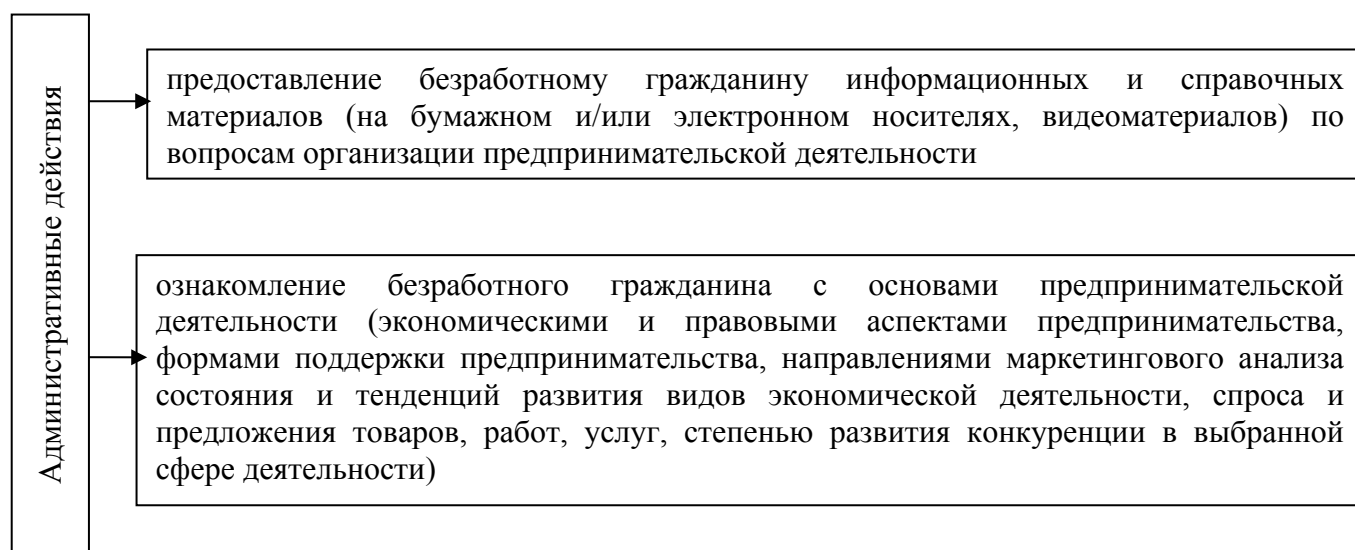 Административные действия
предоставление безработному гражданину информационных и справочных
материалов (на бумажном и/или электронном носителях, видеоматериалов) по
вопросам организации предпринимательской деятельности
ознакомление безработного гражданина с основами предпринимательской
деятельности (экономическими и правовыми аспектами предпринимательства,
формами поддержки предпринимательства, направлениями маркетингового анализа
состояния и тенденций развития видов экономической деятельности, спроса и
предложения товаров, работ, услуг, степенью развития конкуренции в выбранной
сфере деятельности)